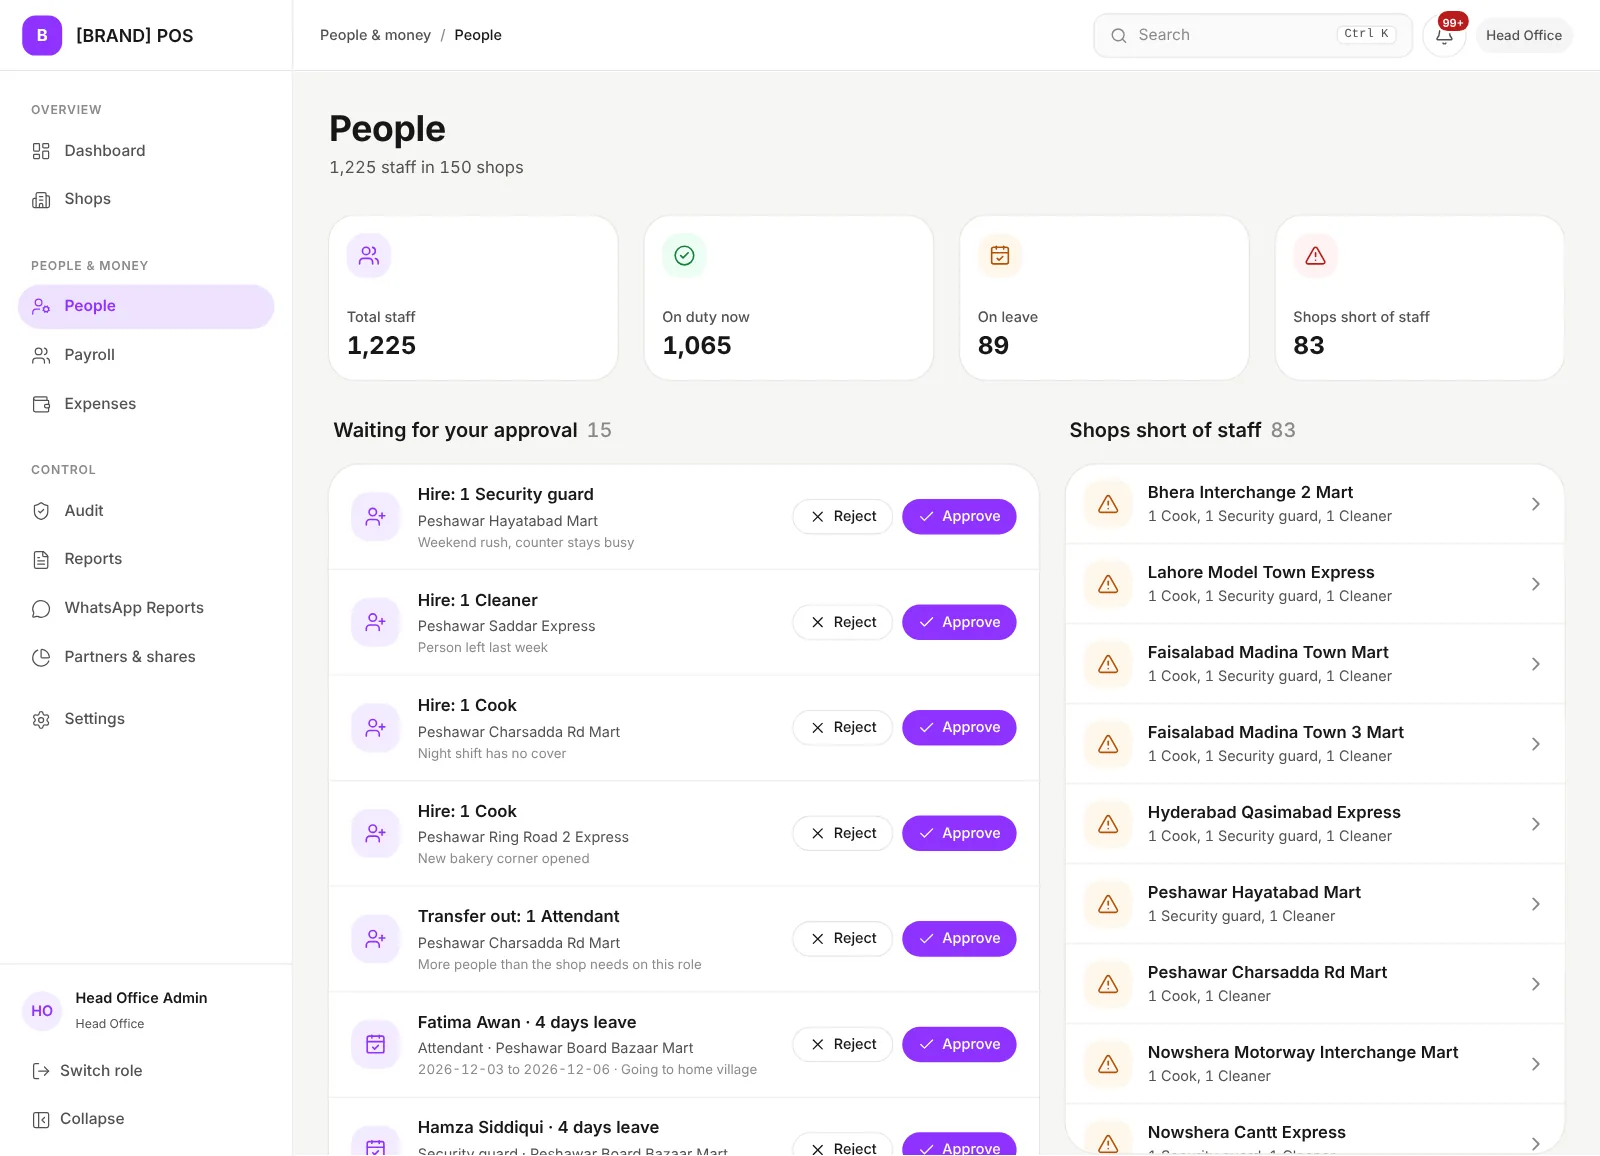 B
[BRAND] POS
People & money / People
Search
Ctrl K
99+
Head Office
OVERVIEW
Dashboard
Shops
PEOPLE & MONEY
People
Payroll
Expenses
CONTROL
Audit
Reports
WhatsApp Reports
Partners & shares
Settings
HO
Head Office Admin
Head Office
Switch role
Collapse
People
1,225 staff in 150 shops
Total staff
1,225
On duty now
1,065
On leave
89
Shops short of staff
83
Waiting for your approval 15
Hire: 1 Security guard
Peshawar Hayatabad Mart
Weekend rush, counter stays busy
Reject
Approve
Hire: 1 Cleaner
Peshawar Saddar Express
Person left last week
Reject
Approve
Hire: 1 Cook
Peshawar Charsadda Rd Mart
Night shift has no cover
Reject
Approve
Hire: 1 Cook
Peshawar Ring Road 2 Express
New bakery corner opened
Reject
Approve
Transfer out: 1 Attendant
Peshawar Charsadda Rd Mart
More people than the shop needs on this role
Reject
Approve
Fatima Awan · 4 days leave
Attendant · Peshawar Board Bazaar Mart
2026-12-03 to 2026-12-06 · Going to home village
Reject
Approve
Hamza Siddiqui · 4 days leave
Security guard · Peshawar Board Bazaar Mart
Reject
Approve
Shops short of staff 83
Bhera Interchange 2 Mart
1 Cook, 1 Security guard, 1 Cleaner
Lahore Model Town Express
1 Cook, 1 Security guard, 1 Cleaner
Faisalabad Madina Town Mart
1 Cook, 1 Security guard, 1 Cleaner
Faisalabad Madina Town 3 Mart
1 Cook, 1 Security guard, 1 Cleaner
Hyderabad Qasimabad Express
1 Cook, 1 Security guard, 1 Cleaner
Peshawar Hayatabad Mart
1 Security guard, 1 Cleaner
Peshawar Charsadda Rd Mart
1 Cook, 1 Cleaner
Nowshera Motorway Interchange Mart
1 Cook, 1 Cleaner
Nowshera Cantt Express